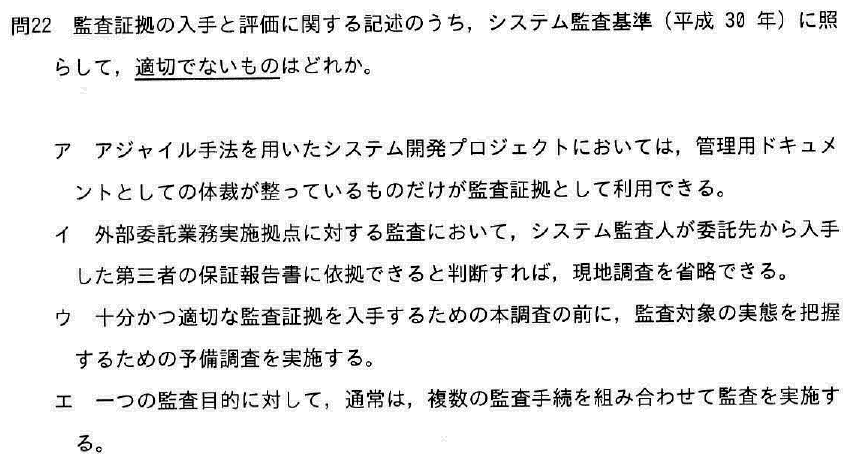 問22 監査証拠の入手と評価に関する記述のうち，システム監査基準（平成 30 年）に照
らして，適切でないものはどれか。
ア アジャイル手法を用いたシステム開発プロジェクトにおいては，管理用ドキュメ
ントとしての体裁が整っているものだけが監査証拠として利用できる。
イ 外部委託業務実施拠点に対する監査において，システム監査人が委託先から入手
した第三者の保証報告書に依拠できると判断すれば，現地調査を省略できる。
ウ 十分かつ適切な監査証拠を入手するための本調査の前に，監査対象の実態を把握
するための予備調査を実施する。
エ 一つの監査目的に対して，通常は，複数の監査手続を組み合わせて監査を実施す
る。